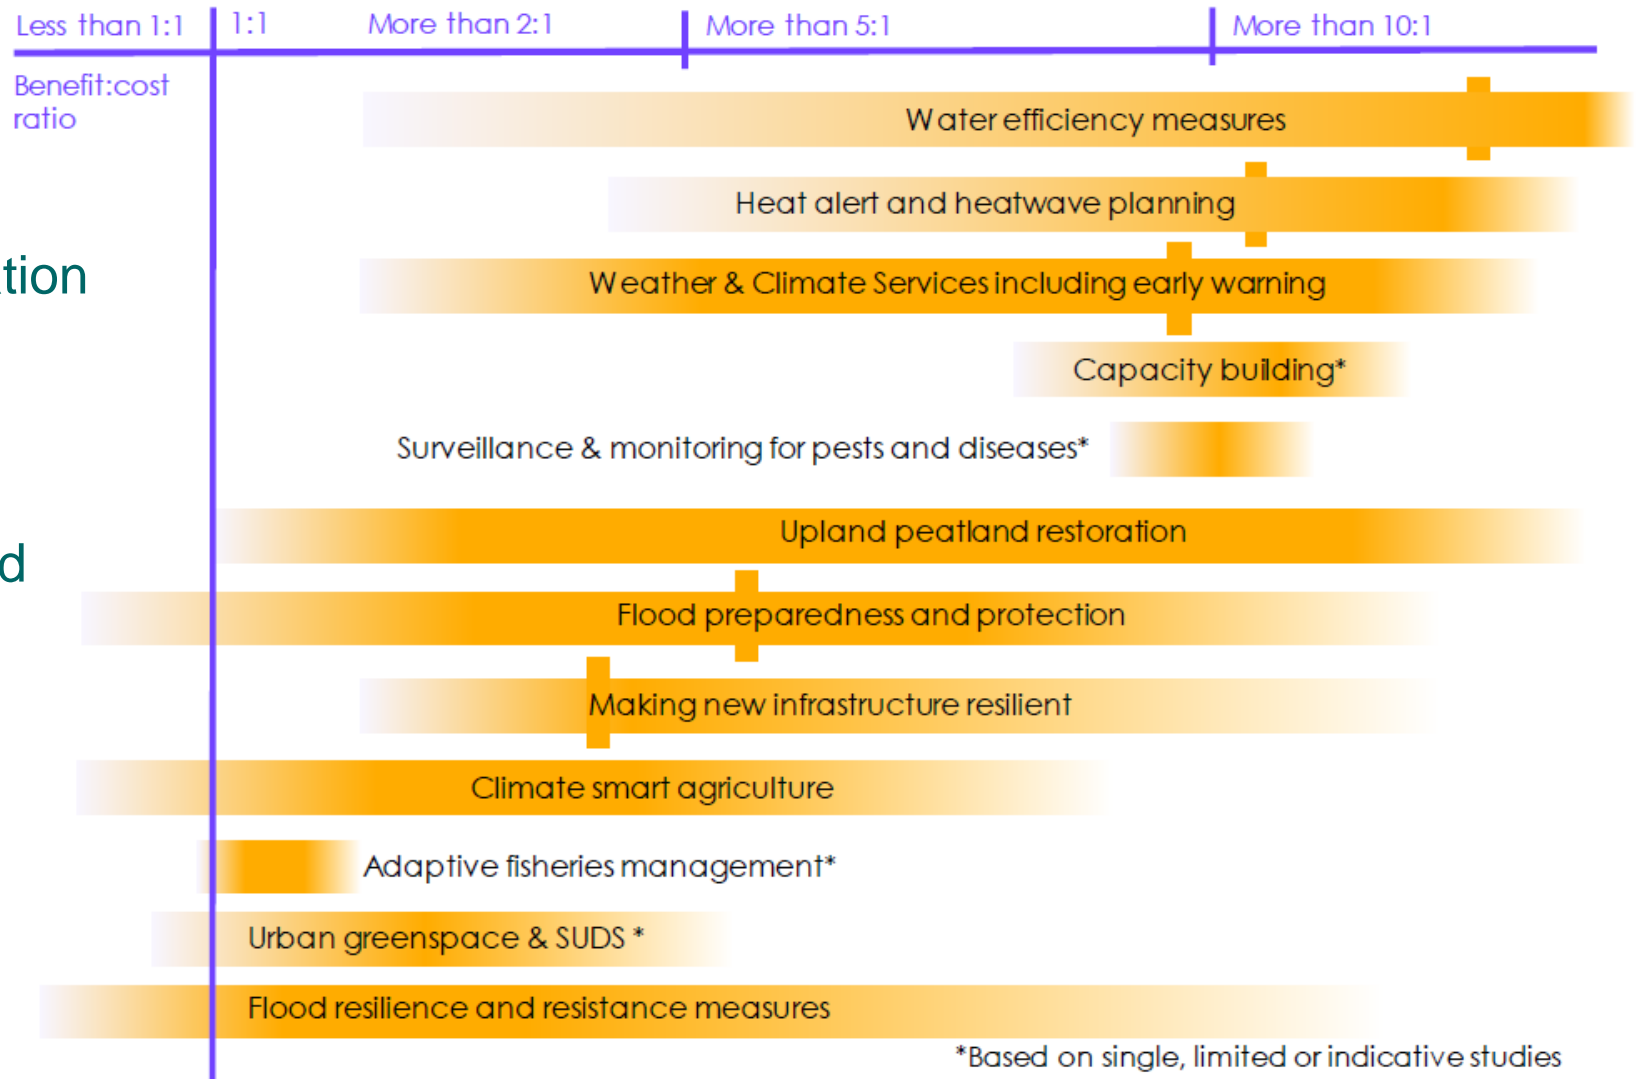 Less than 1:1
1:1
More than 2:1
More than 5:1
More than 10:1
Benefit:cost
ratio
Water efficiency measures
Heat alert and heatwave planning
tion
Weather & Climate Services including early warning
Capacity building*
Surveillance & monitoring for pests and diseases*
Upland peatland restoration
d
Flood preparedness and protection
Making new infrastructure resilient
Climate smart agriculture
Adaptive fisheries management*
Urban greenspace & SUDS *
Flood resilience and resistance measures
*Based on single, limited or indicative studies